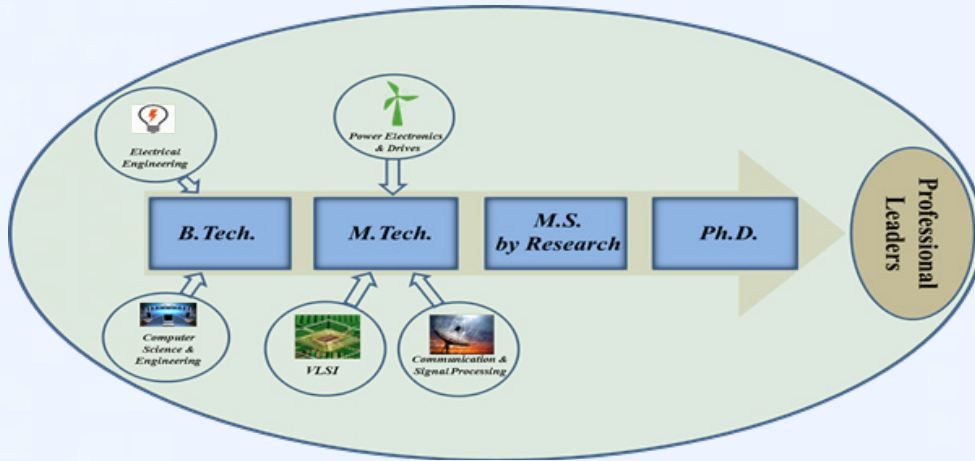 Electrical
Engineering
Power Electronics
& Drives
B.Tech.
M.Tech.
M.S.
by Research
Ph.D.
Professional
Leaders
Computer
Science &
Engineering
VLSI
Communication &
Signal Processing